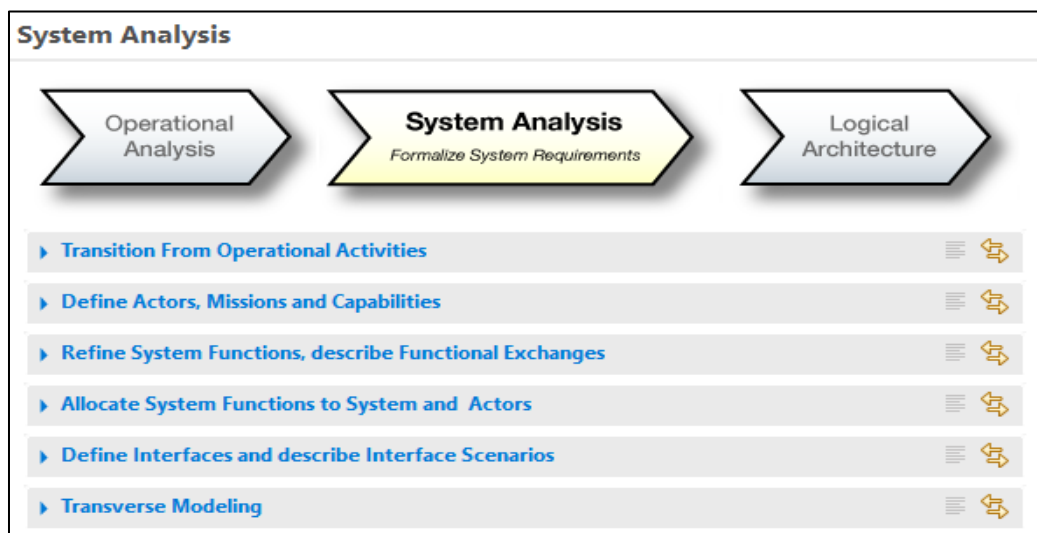 System Analysis
Operational
Analysis
System Analysis
Formalize System Requirements
Logical
Architecture
Transition From Operational Activities
Define Actors, Missions and Capabilities
Refine System Functions, describe Functional Exchanges
Allocate System Functions to System and Actors
Define Interfaces and describe Interface Scenarios
Transverse Modeling